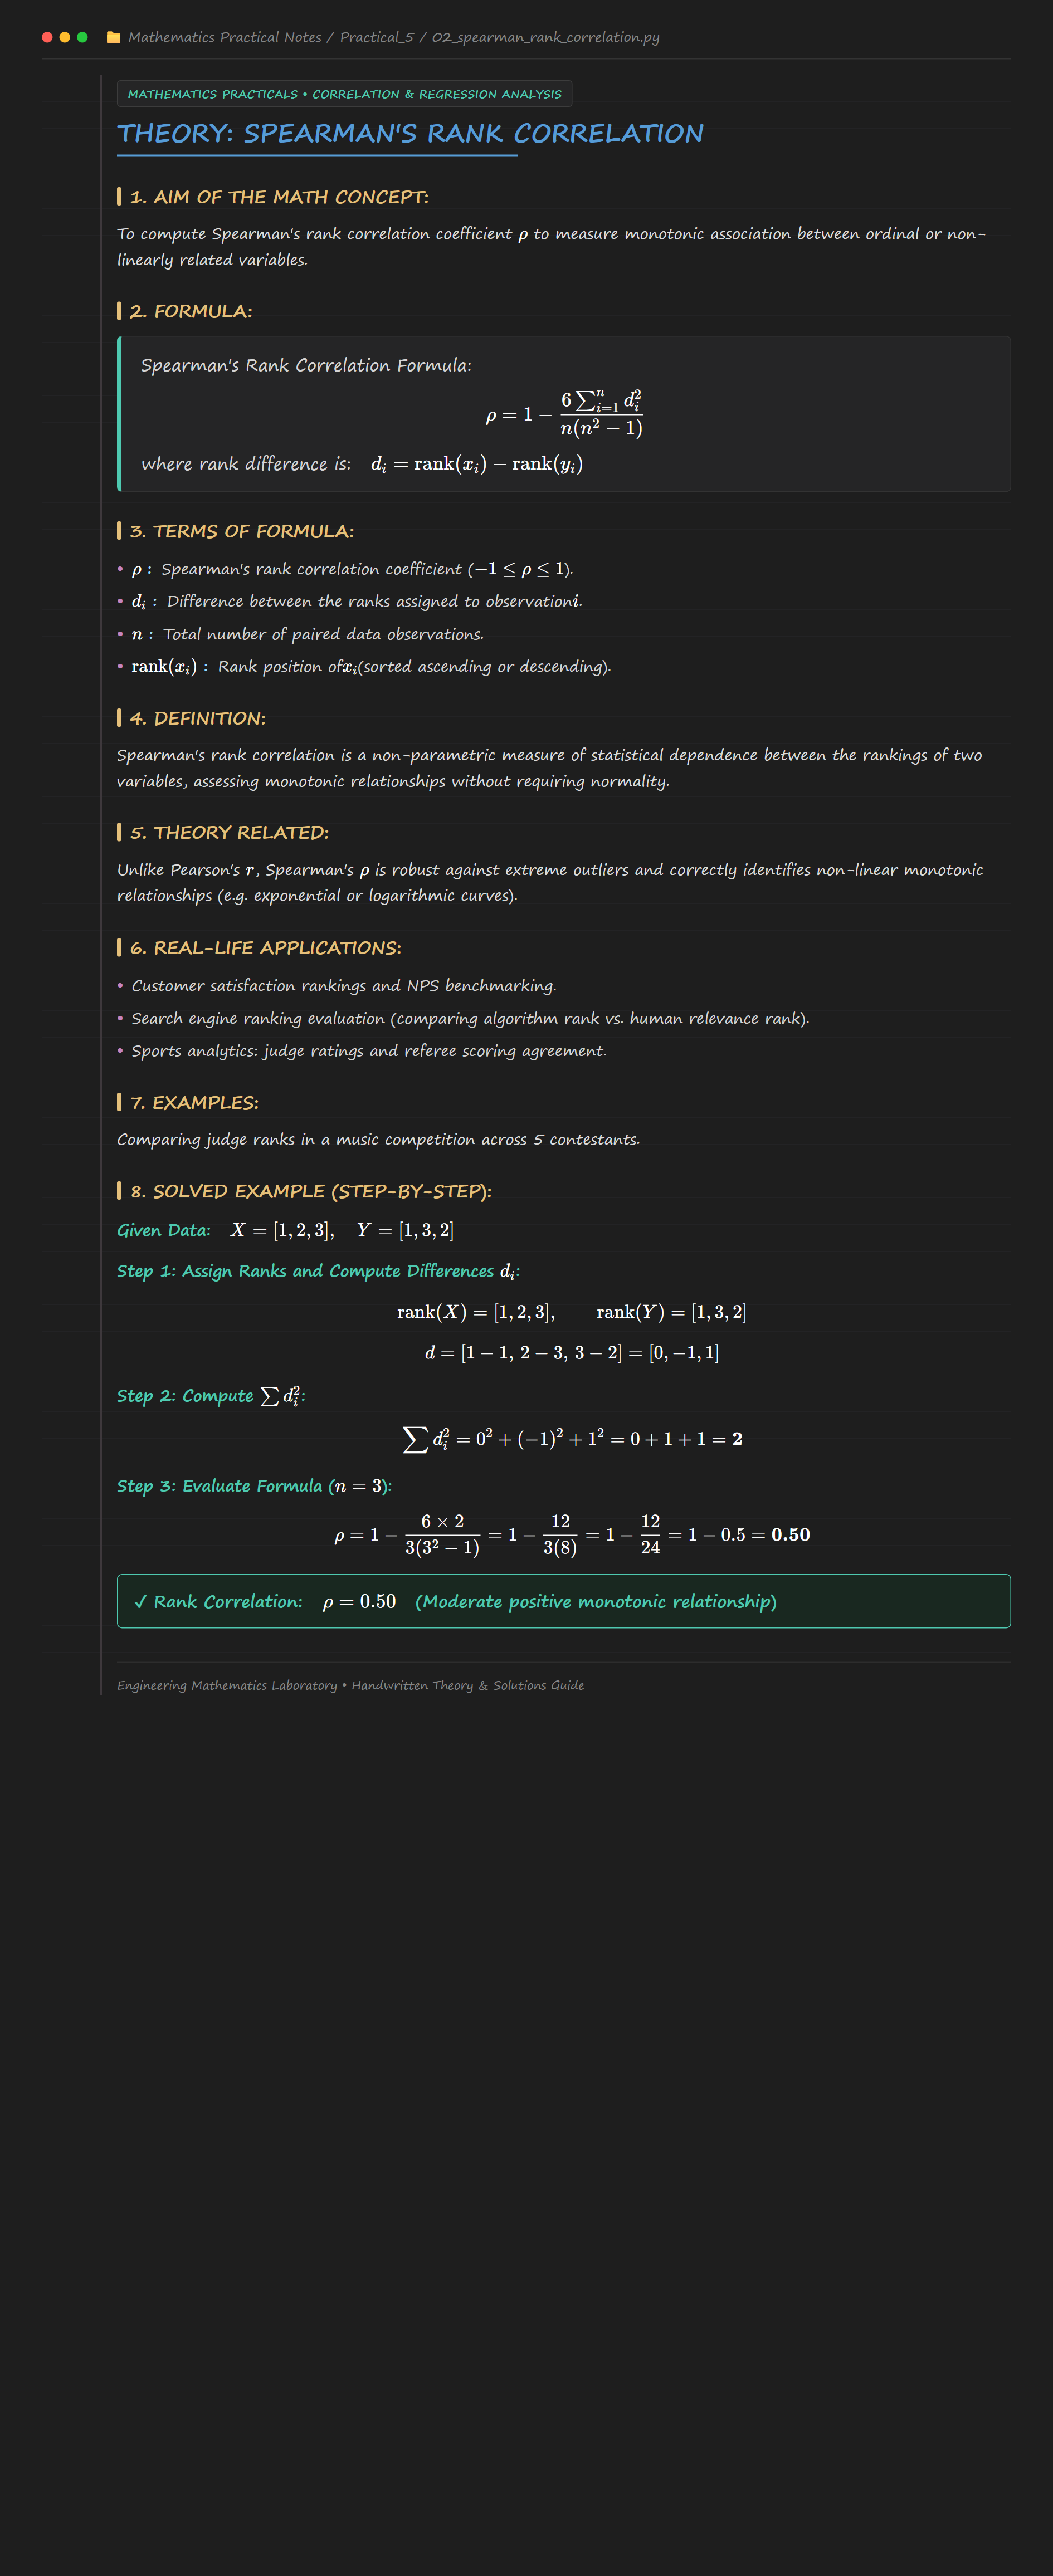 Mathematics Practical Notes / Practical_5 / 02_spearman_rank_correlation.py
MATHEMATICS PRACTICALS • CORRELATION & REGRESSION ANALYSIS
THEORY: SPEARMAN'S RANK CORRELATION
1. AIM OF THE MATH CONCEPT:
To compute Spearman's rank correlation coefficient ρ to measure monotonic association between ordinal or non-
linearly related variables.
2. FORMULA:
Spearman's Rank Correlation Formula:
ρ = 1 − \frac{6 \sum_{i=1}^{n} d_i^2}{n(n^2 − 1)}
where rank difference is: d_i = rank(x_i) − rank(y_i)
3. TERMS OF FORMULA:
• ρ : Spearman's rank correlation coefficient (−1 ≤ ρ ≤ 1).
• d_i : Difference between the ranks assigned to observationi.
• n : Total number of paired data observations.
• rank(x_i) : Rank position ofx_i(sorted ascending or descending).
4. DEFINITION:
Spearman's rank correlation is a non-parametric measure of statistical dependence between the rankings of two
variables, assessing monotonic relationships without requiring normality.
5. THEORY RELATED:
Unlike Pearson's r, Spearman's ρ is robust against extreme outliers and correctly identifies non-linear monotonic
relationships (e.g. exponential or logarithmic curves).
6. REAL-LIFE APPLICATIONS:
• Customer satisfaction rankings and NPS benchmarking.
• Search engine ranking evaluation (comparing algorithm rank vs. human relevance rank).
• Sports analytics: judge ratings and referee scoring agreement.
7. EXAMPLES:
Comparing judge ranks in a music competition across 5 contestants.
8. SOLVED EXAMPLE (STEP-BY-STEP):
Given Data: X = [1, 2, 3], Y = [1, 3, 2]
Step 1: Assign Ranks and Compute Differences d_i:
rank(X) = [1, 2, 3], rank(Y) = [1, 3, 2]
d = [1 − 1, 2 − 3, 3 − 2] = [0, −1, 1]
Step 2: Compute ∑ d_i^2:
∑ d_i^2 = 0^2 + (−1)^2 + 1^2 = 0 + 1 + 1 = 2
Step 3: Evaluate Formula (n = 3):
ρ = 1 − \frac{6 × 2}{3(3^2 − 1)} = 1 − \frac{12}{3(8)} = 1 − \frac{12}{24} = 1 − 0.5 = 0.50
✓ Rank Correlation: ρ = 0.50 (Moderate positive monotonic relationship)
Engineering Mathematics Laboratory • Handwritten Theory & Solutions Guide